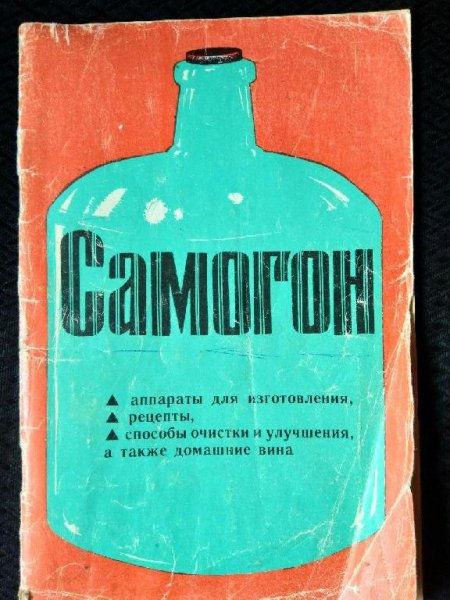 Самогон
▲ аппараты для изготовления,
▲ рецепты,
▲ способы очистки и улучшения,
а также домашние вина